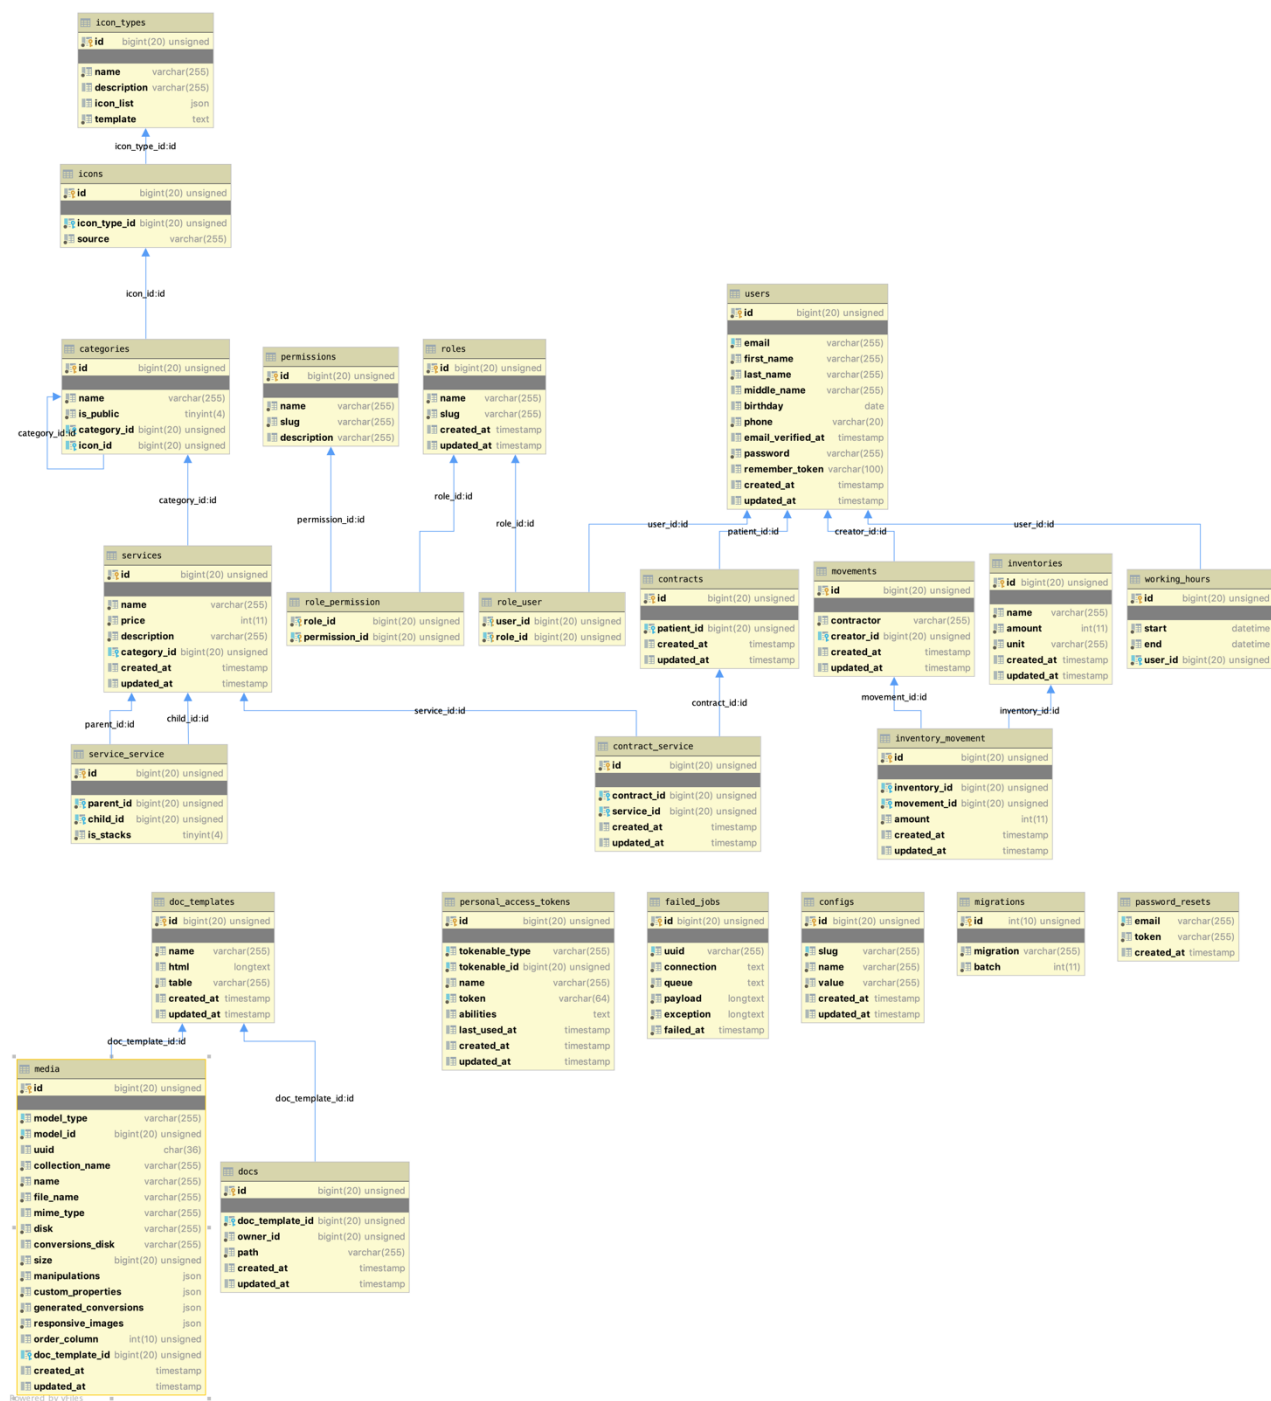 icon_types
id bigint(20) unsigned
name varchar(255)
description varchar(255)
icon_list json
template text
icon_type_id:id
icons
id bigint(20) unsigned
icon_type_id bigint(20) unsigned
source varchar(255)
icon_id:id
categories
id bigint(20) unsigned
name varchar(255)
is_public tinyint(4)
category_id bigint(20) unsigned
icon_id bigint(20) unsigned
category_id:id
permissions
id bigint(20) unsigned
name varchar(255)
slug varchar(255)
description varchar(255)
roles
id bigint(20) unsigned
name varchar(255)
slug varchar(255)
created_at timestamp
updated_at timestamp
users
id bigint(20) unsigned
email varchar(255)
first_name varchar(255)
last_name varchar(255)
middle_name varchar(255)
birthday date
phone varchar(20)
email_verified_at timestamp
password varchar(255)
remember_token varchar(100)
created_at timestamp
updated_at timestamp
category_id:id
permission_id:id
role_id:id
role_id:id
user_id:id
patient_id:id
creator_id:id
user_id:id
services
id bigint(20) unsigned
name varchar(255)
price int(11)
description varchar(255)
category_id bigint(20) unsigned
created_at timestamp
updated_at timestamp
role_permission
role_id bigint(20) unsigned
permission_id bigint(20) unsigned
role_user
user_id bigint(20) unsigned
role_id bigint(20) unsigned
contracts
id bigint(20) unsigned
patient_id bigint(20) unsigned
created_at timestamp
updated_at timestamp
movements
id bigint(20) unsigned
contractor varchar(255)
creator_id bigint(20) unsigned
created_at timestamp
updated_at timestamp
inventories
id bigint(20) unsigned
name varchar(255)
amount int(11)
unit varchar(255)
created_at timestamp
updated_at timestamp
working_hours
id bigint(20) unsigned
start datetime
end datetime
user_id bigint(20) unsigned
parent_id:id
child_id:id
service_id:id
contract_id:id
movement_id:id
inventory_id:id
service_service
id bigint(20) unsigned
parent_id bigint(20) unsigned
child_id bigint(20) unsigned
is_stacks tinyint(4)
contract_service
id bigint(20) unsigned
contract_id bigint(20) unsigned
service_id bigint(20) unsigned
created_at timestamp
updated_at timestamp
inventory_movement
id bigint(20) unsigned
inventory_id bigint(20) unsigned
movement_id bigint(20) unsigned
amount int(11)
created_at timestamp
updated_at timestamp
doc_templates
id bigint(20) unsigned
name varchar(255)
html longtext
table varchar(255)
created_at timestamp
updated_at timestamp
personal_access_tokens
id bigint(20) unsigned
tokenable_type varchar(255)
tokenable_id bigint(20) unsigned
name varchar(255)
token varchar(64)
abilities text
last_used_at timestamp
created_at timestamp
updated_at timestamp
failed_jobs
id bigint(20) unsigned
uuid varchar(255)
connection text
queue text
payload longtext
exception longtext
failed_at timestamp
configs
id bigint(20) unsigned
slug varchar(255)
name varchar(255)
value varchar(255)
created_at timestamp
updated_at timestamp
migrations
id int(10) unsigned
migration varchar(255)
batch int(11)
password_resets
email varchar(255)
token varchar(255)
created_at timestamp
doc_template_id:id
doc_template_id:id
media
id bigint(20) unsigned
model_type varchar(255)
model_id bigint(20) unsigned
uuid char(36)
collection_name varchar(255)
name varchar(255)
file_name varchar(255)
mime_type varchar(255)
disk varchar(255)
conversions_disk varchar(255)
size bigint(20) unsigned
manipulations json
custom_properties json
generated_conversions json
responsive_images json
order_column int(10) unsigned
doc_template_id bigint(20) unsigned
created_at timestamp
updated_at timestamp
docs
id bigint(20) unsigned
doc_template_id bigint(20) unsigned
owner_id bigint(20) unsigned
path varchar(255)
created_at timestamp
updated_at timestamp
Powered by yFiles